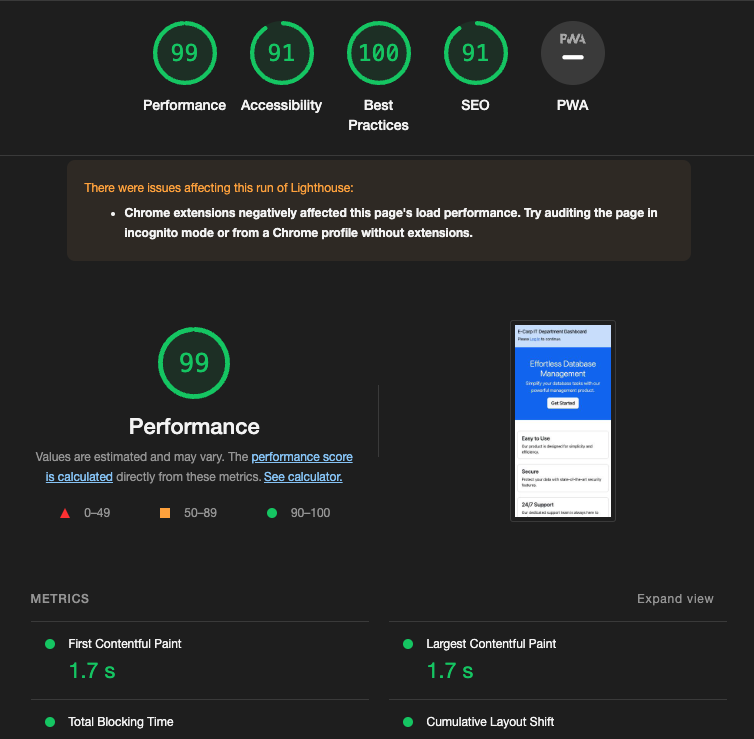 99
91
100
91
PWA
Performance
Accessibility
Best
Practices
SEO
PWA
There were issues affecting this run of Lighthouse:
• Chrome extensions negatively affected this page's load performance. Try auditing the page in
incognito mode or from a Chrome profile without extensions.
99
Performance
Values are estimated and may vary. The performance score
is calculated directly from these metrics. See calculator.
0–49
50–89
90–100
E-Corp IT Department Dashboard
Please Log in to continue.
Effortless Database
Management
Simplify your database tasks with our
powerful management product.
Get Started
Easy to Use
Our product is designed for simplicity and
efficiency.
Secure
Protect your data with state-of-the-art security
features.
24/7 Support
Our dedicated support team is always here to
METRICS
Expand view
First Contentful Paint
1.7 s
Largest Contentful Paint
1.7 s
Total Blocking Time
Cumulative Layout Shift